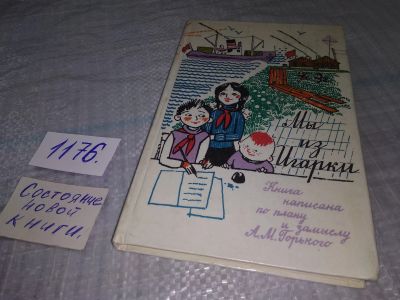 1176.
Состояние
новой
книги.
Мы
из
Игарки
Книга
написана
по плану
и замыслу
А.М.Горького